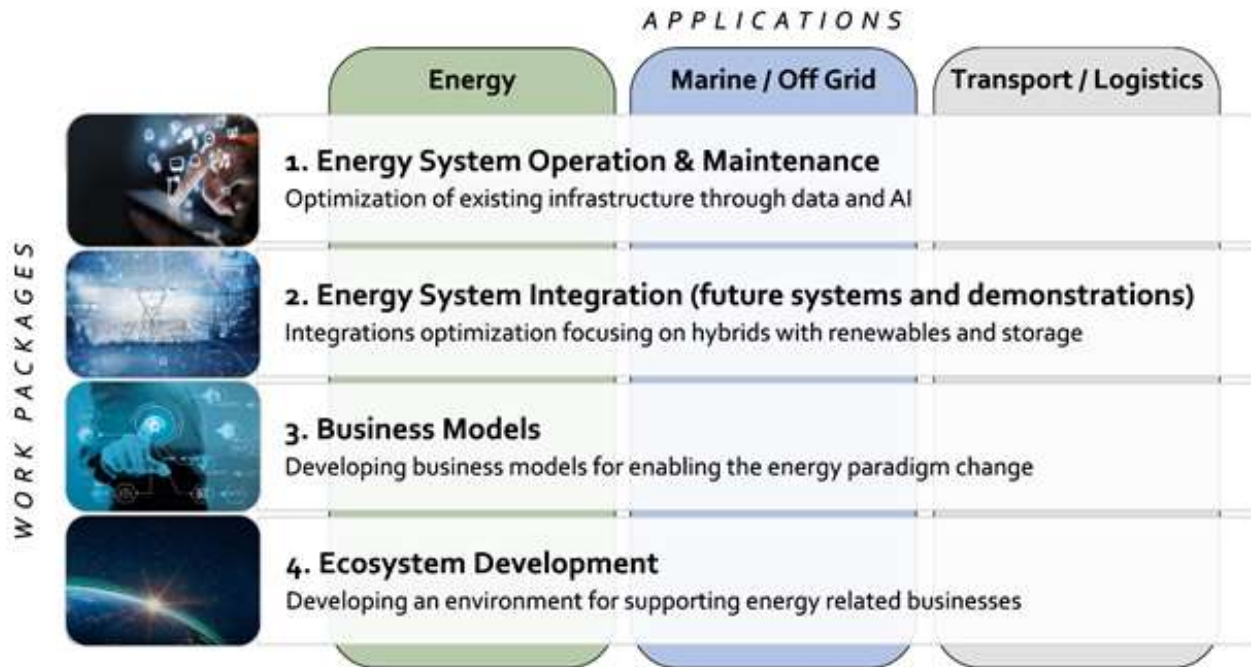 APPLICATIONS
Energy
Marine / Off Grid
Transport / Logistics
WORK PACKAGES
1. Energy System Operation & Maintenance
Optimization of existing infrastructure through data and AI
2. Energy System Integration (future systems and demonstrations)
Integrations optimization focusing on hybrids with renewables and storage
3. Business Models
Developing business models for enabling the energy paradigm change
4. Ecosystem Development
Developing an environment for supporting energy related businesses